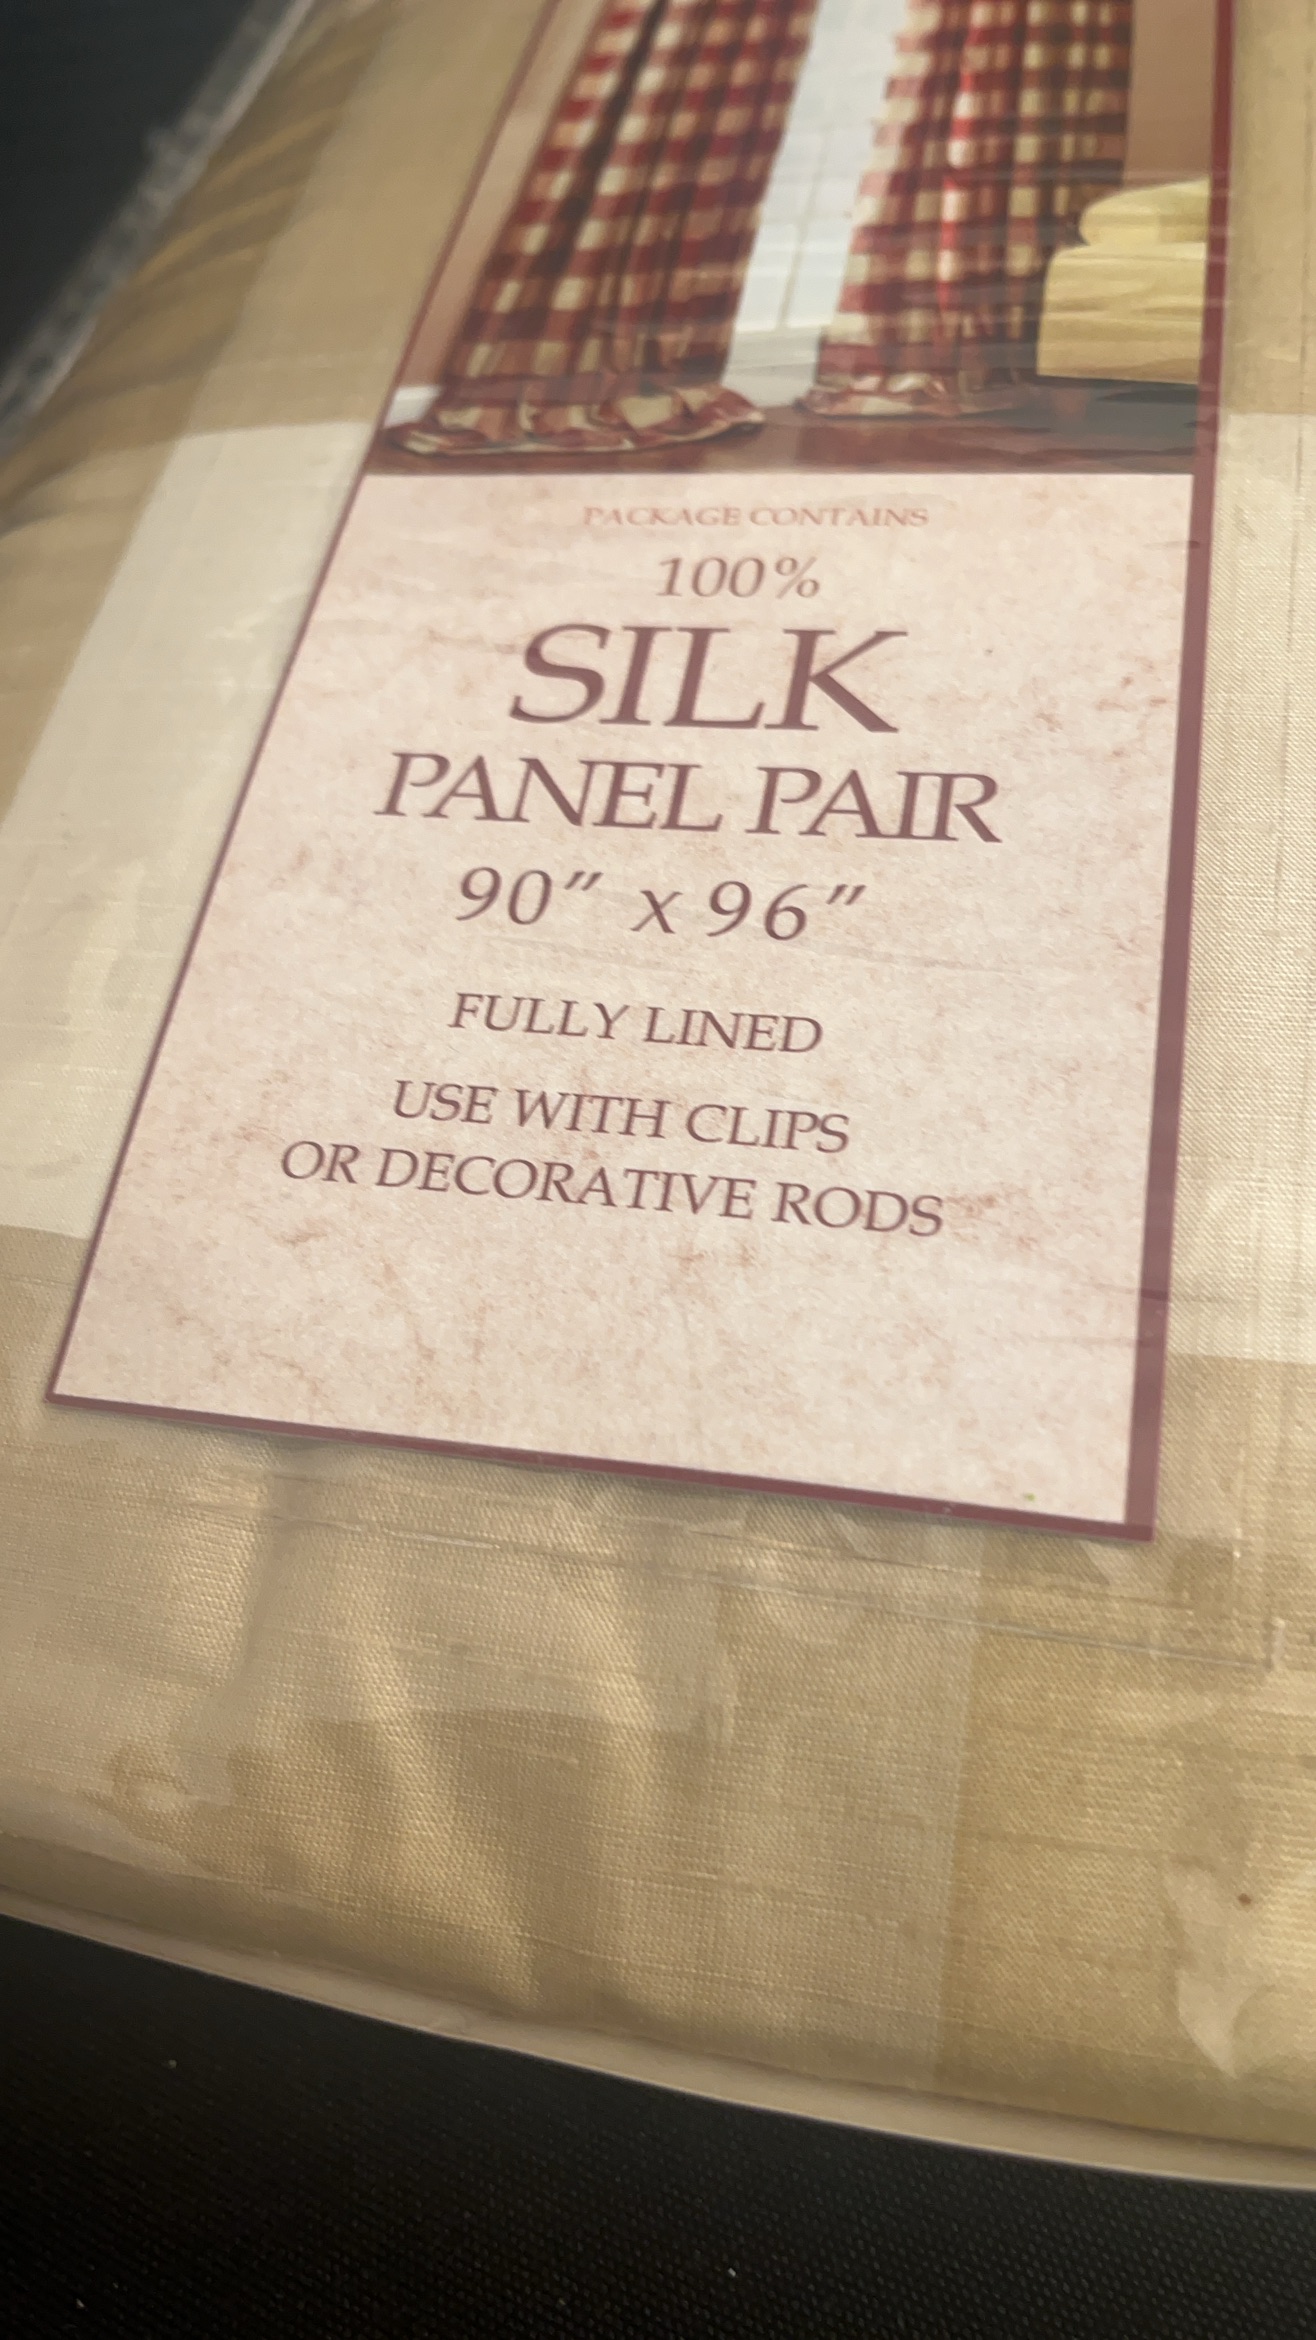 PACKAGE CONTAINS
100%
SILK
PANEL PAIR
90" x 96"
FULLY LINED
USE WITH CLIPS
OR DECORATIVE RODS